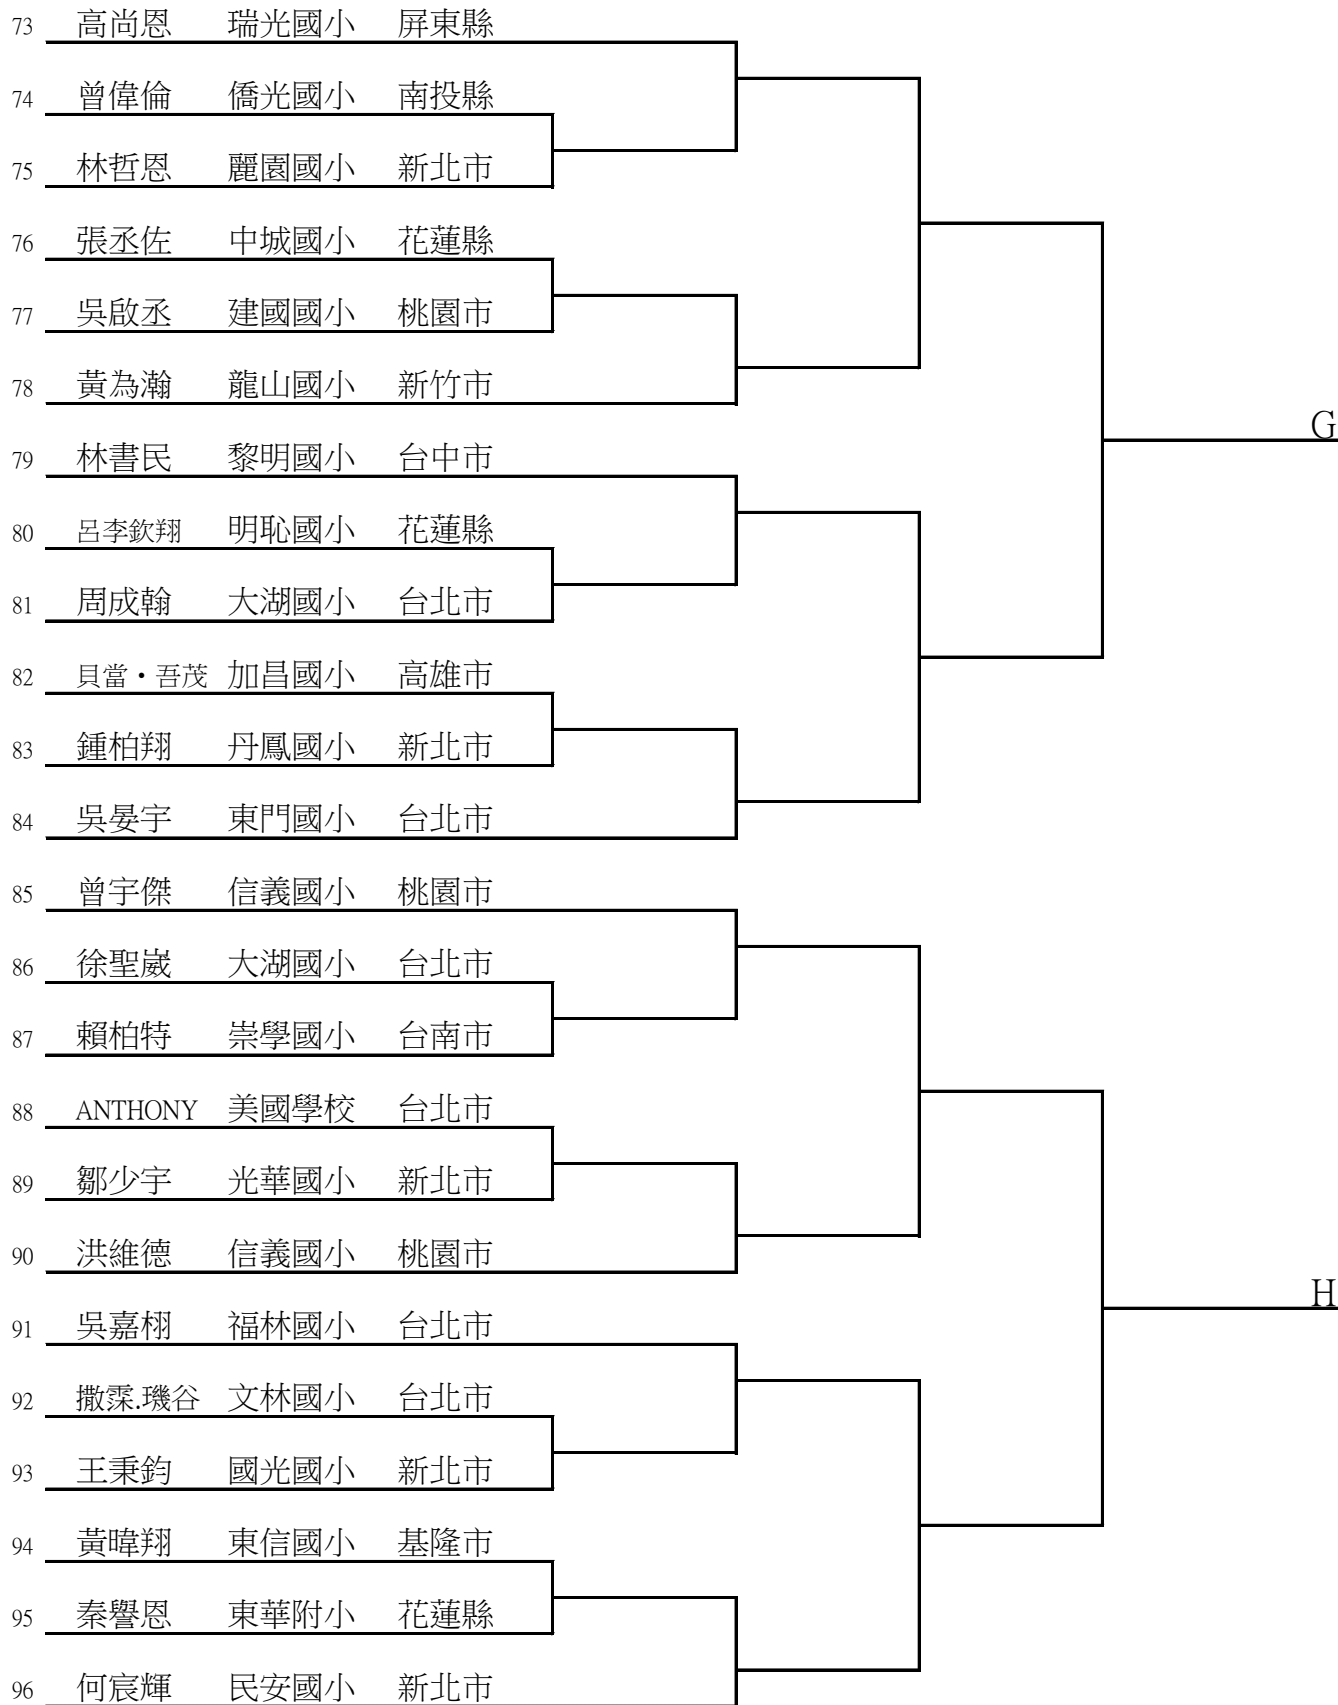 73 高尚恩 瑞光國小 屏東縣
74 曾偉倫 僑光國小 南投縣
75 林哲恩 麗園國小 新北市
76 張丞佐 中城國小 花蓮縣
77 吳啟丞 建國國小 桃園市
78 黃為瀚 龍山國小 新竹市
G
79 林書民 黎明國小 台中市
80 呂李欽翔 明恥國小 花蓮縣
81 周成翰 大湖國小 台北市
82 貝當・吾茂 加昌國小 高雄市
83 鍾柏翔 丹鳳國小 新北市
84 吳晏宇 東門國小 台北市
85 曾宇傑 信義國小 桃園市
86 徐聖崴 大湖國小 台北市
87 賴柏特 崇學國小 台南市
88 ANTHONY 美國學校 台北市
89 鄒少宇 光華國小 新北市
90 洪維德 信義國小 桃園市
H
91 吳嘉栩 福林國小 台北市
92 撒霂.璣谷 文林國小 台北市
93 王秉鈞 國光國小 新北市
94 黃暐翔 東信國小 基隆市
95 秦譽恩 東華附小 花蓮縣
96 何宸輝 民安國小 新北市